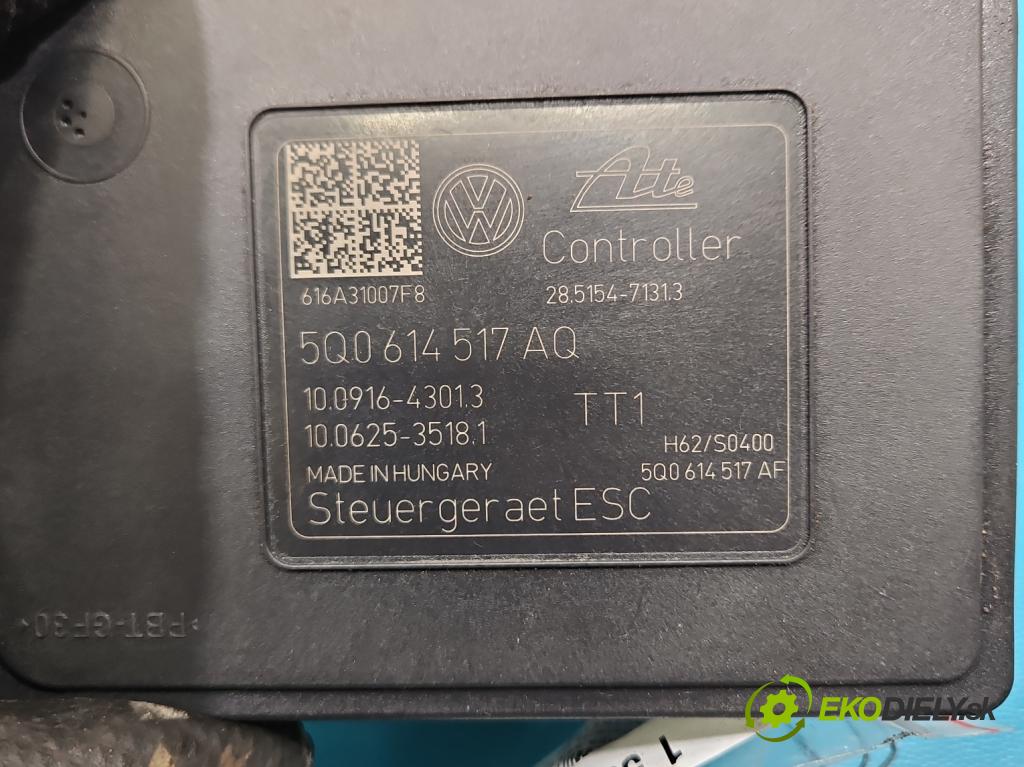 Ate
Controller
616A31007F8
28.5154-7131.3
5Q0 614 517 AQ
10.0916-4301.3
TT1
10.0625-3518.1
H62/S0400
MADE IN HUNGARY
5Q0 614 517 AF
Steuergeraet ESC
>PBT-GF30<
EKODIELY.sk